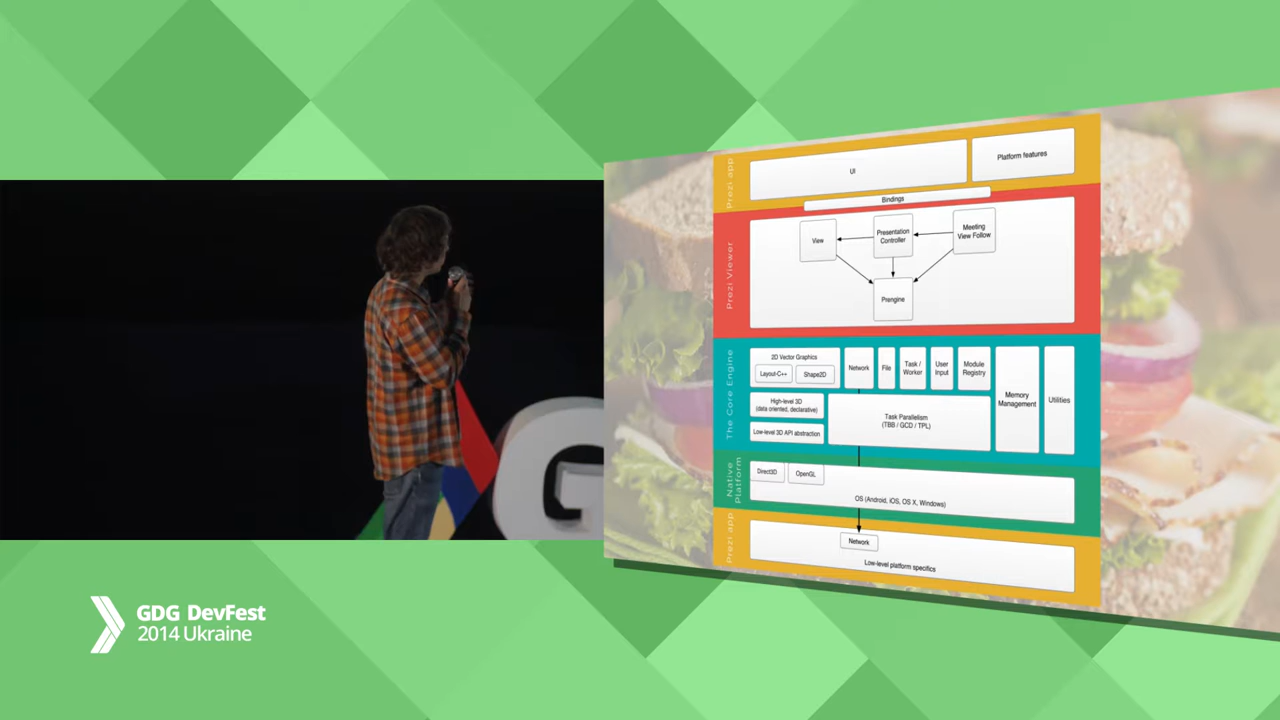 Prezi app
UI
Platform features
Bindings
Prezi Viewer
View
Presentation
Controller
Meeting
View Follow
Prengine
The Core Engine
2D Vector Graphics
Layout-C++
Shape2D
Network
File
Task /
Worker
User
Input
Module
Registry
Memory
Management
Utilities
High-level 3D
(data oriented, declarative)
Low-level 3D API abstraction
Task Parallelism
(TBB / GCD / TPL)
Native
Platform
Direct3D
OpenGL
OS (Android, iOS, OS X, Windows)
Prezi app
Network
Low-level platform specifics
G
GDG DevFest
2014 Ukraine